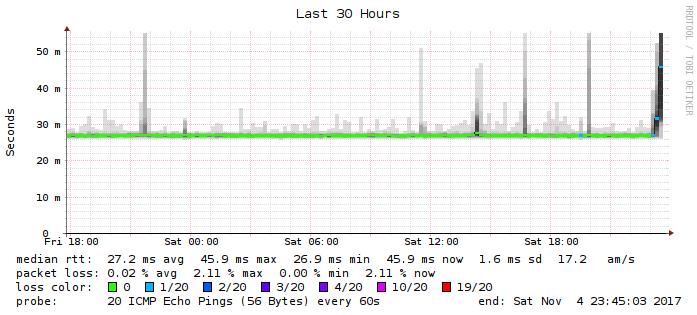 Last 30 Hours
RRDTOOL / TOBI OETIKER
Seconds
50 m
40 m
30 m
20 m
10 m
0
Fri 18:00 Sat 00:00 Sat 06:00 Sat 12:00 Sat 18:00
median rtt: 27.2 ms avg 45.9 ms max 26.9 ms min 45.9 ms now 1.6 ms sd 17.2 am/s
packet loss: 0.02 % avg 2.11 % max 0.00 % min 2.11 % now
loss color: 0 1/20 2/20 3/20 4/20 10/20 19/20
probe: 20 ICMP Echo Pings (56 Bytes) every 60s end: Sat Nov 4 23:45:03 2017